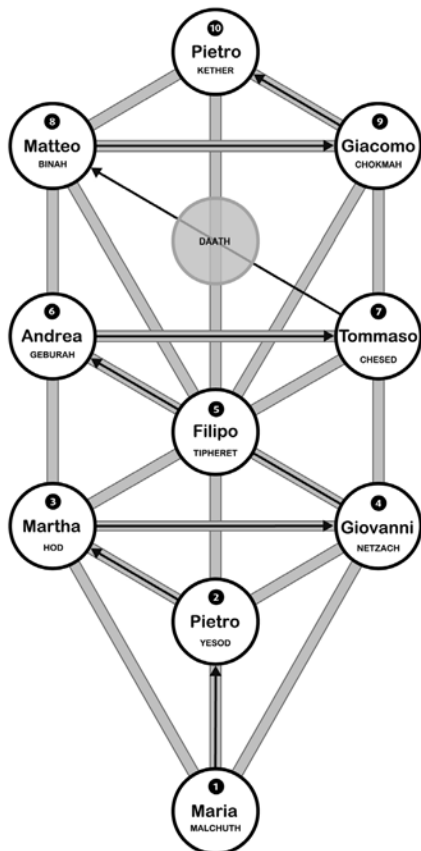 10
Pietro
KETHER
8
Matteo
BINAH
9
Giacomo
CHOKMAH
DAATH
6
Andrea
GEBURAH
7
Tommaso
CHESED
5
Filipo
TIPHERET
3
Martha
HOD
4
Giovanni
NETZACH
2
Pietro
YESOD
1
Maria
MALCHUTH